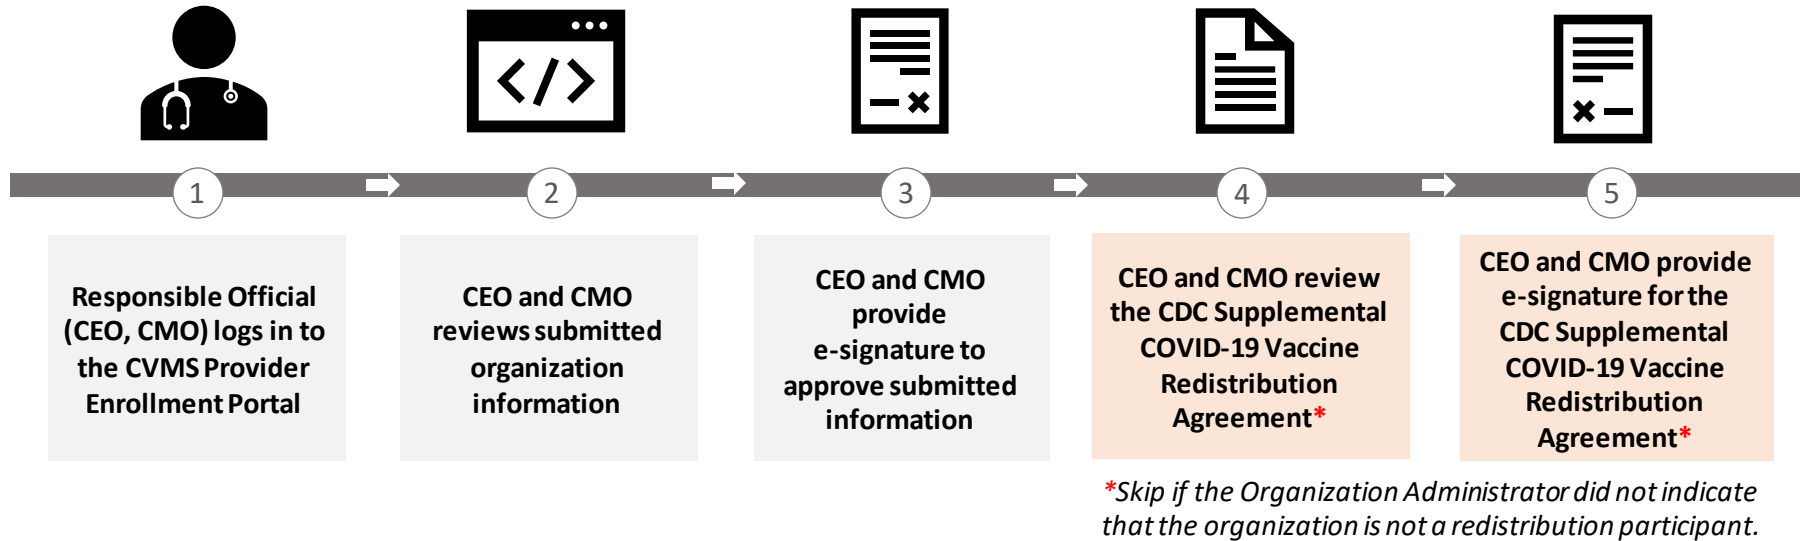 1
2
3
4
5
Responsible Official
(CEO, CMO) logs in to
the CVMS Provider
Enrollment Portal
CEO and CMO
reviews submitted
organization
information
CEO and CMO
provide
e-signature to
approve submitted
information
CEO and CMO review
the CDC Supplemental
COVID-19 Vaccine
Redistribution
Agreement*
CEO and CMO provide
e-signature for the
CDC Supplemental
COVID-19 Vaccine
Redistribution
Agreement*
*Skip if the Organization Administrator did not indicate
that the organization is not a redistribution participant.